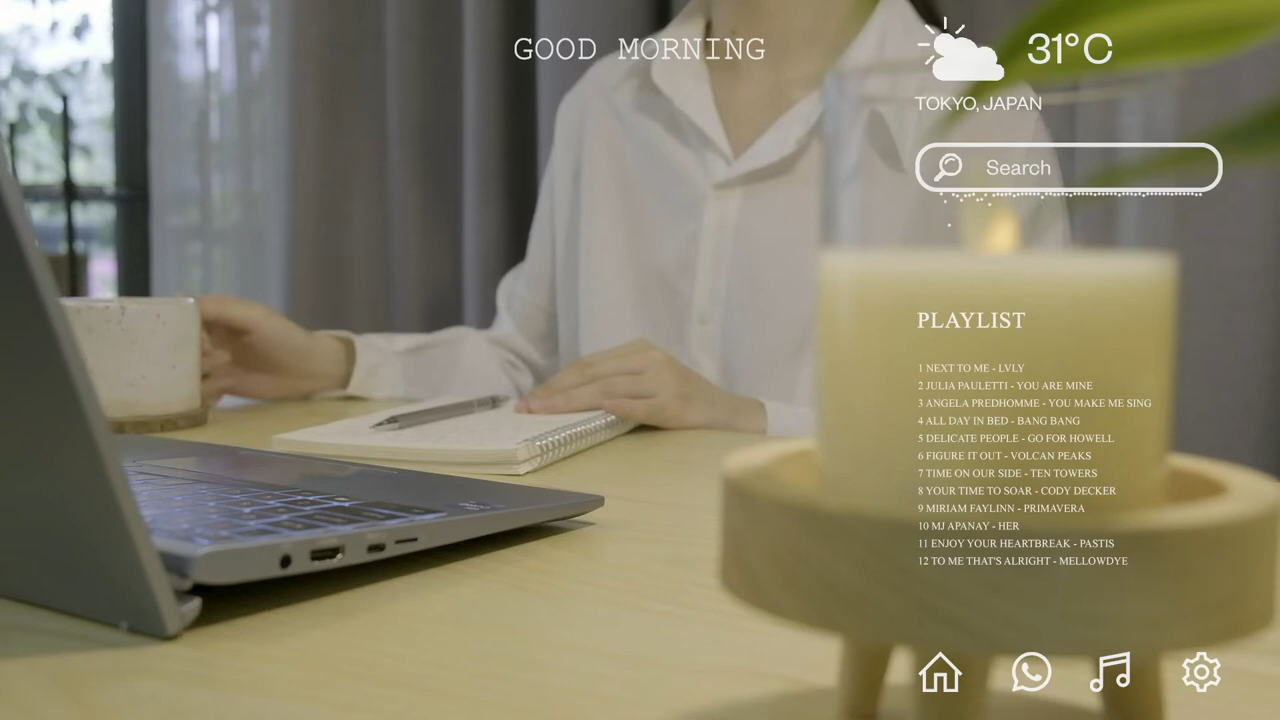 GOOD MORNING
31°C
TOKYO, JAPAN
Search
PLAYLIST
1 NEXT TO ME - LVLY
2 JULIA PAULETTI - YOU ARE MINE
3 ANGELA PREDHOMME - YOU MAKE ME SING
4 ALL DAY IN BED - BANG BANG
5 DELICATE PEOPLE - GO FOR HOWELL
6 FIGURE IT OUT - VOLCAN PEAKS
7 TIME ON OUR SIDE - TEN TOWERS
8 YOUR TIME TO SOAR - CODY DECKER
9 MIRIAM FAYLINN - PRIMAVERA
10 MJ APANAY - HER
11 ENJOY YOUR HEARTBREAK - PASTIS
12 TO ME THAT'S ALRIGHT - MELLOWDYE